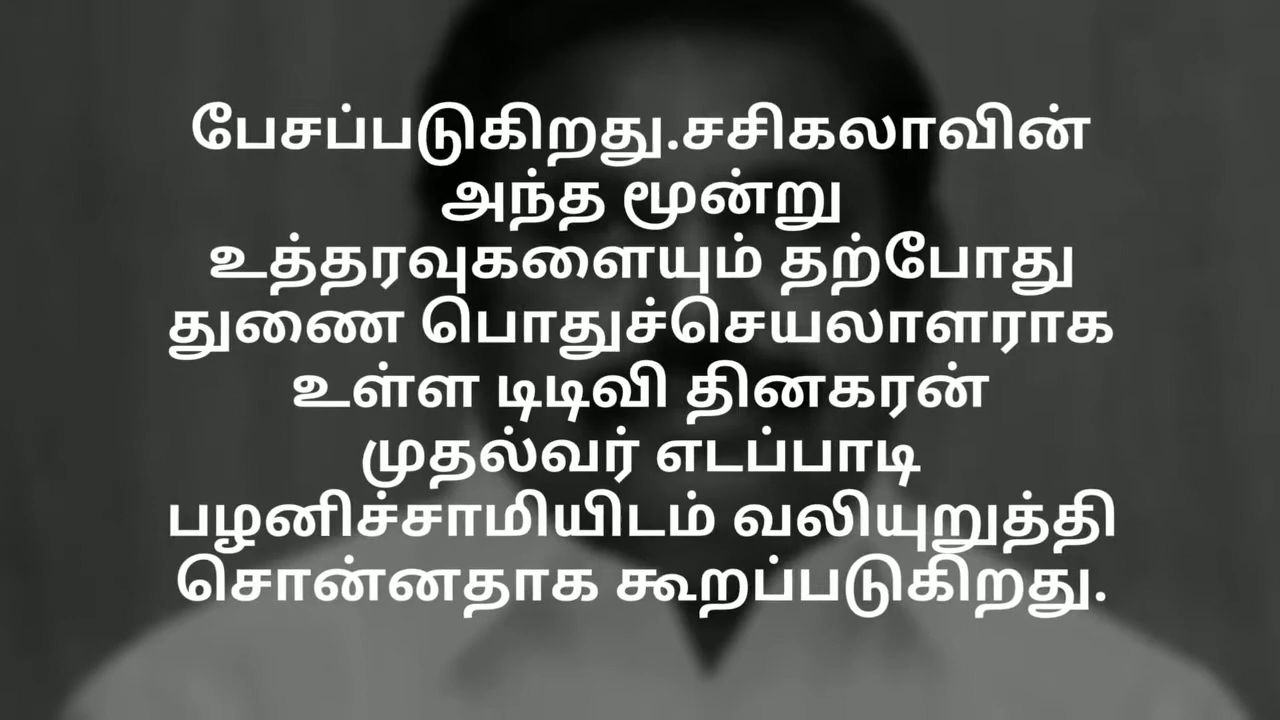 பேசப்படுகிறது.சசிகலாவின்
அந்த மூன்று
உத்தரவுகளையும் தற்போது
துணை பொதுச்செயலாளராக
உள்ள டிடிவி தினகரன்
முதல்வர் எடப்பாடி
பழனிச்சாமியிடம் வலியுறுத்தி
சொன்னதாக கூறப்படுகிறது.